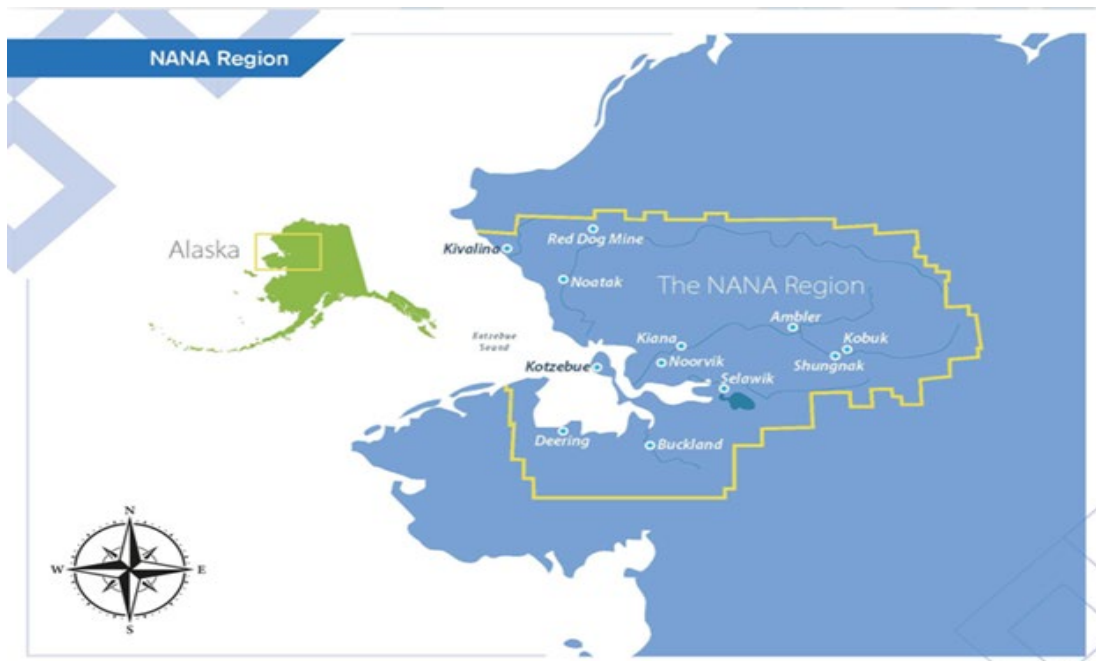 NANA Region
Alaska
Kivalina
Red Dog Mine
Noatak
The NANA Region
Ambler
Kotzebue
Sound
Kiana
Kobuk
Noorvik
Shungnak
Kotzebue
Selawik
Deering
Buckland
N
W
E
S